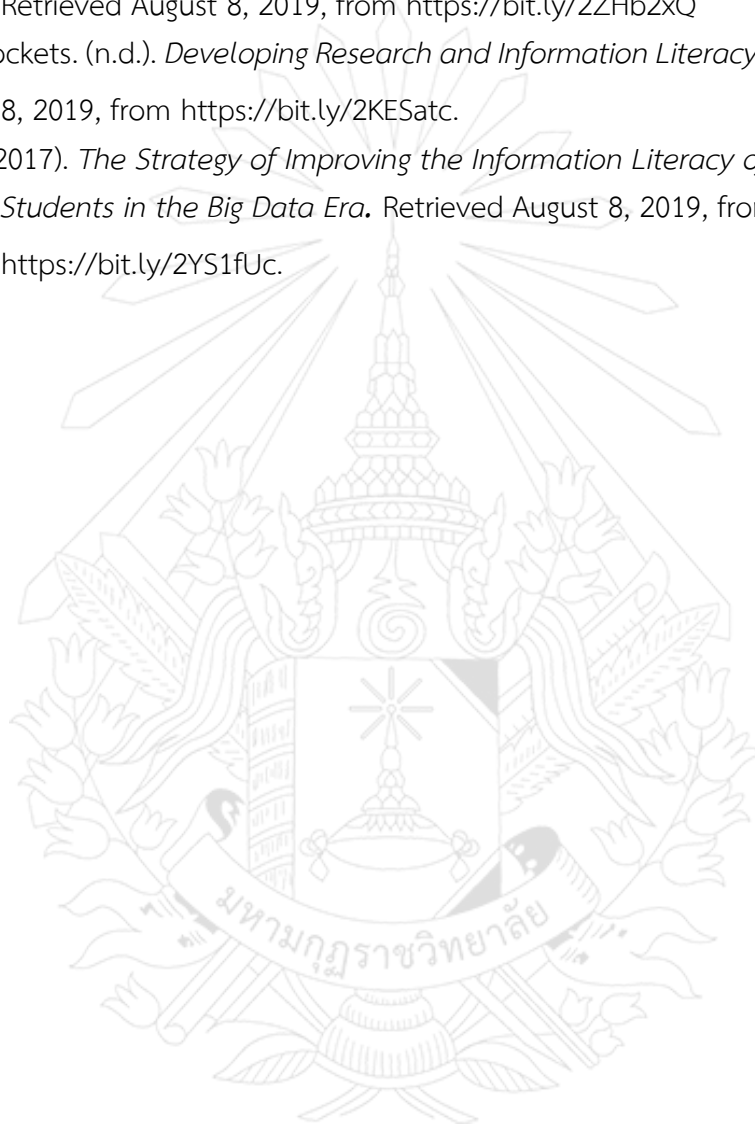 Retrieved August 8, 2019, from https://bit.ly/2ZHb2xQ
ockets. (n.d.). Developing Research and Information Literacy
8, 2019, from https://bit.ly/2KESatc.
2017). The Strategy of Improving the Information Literacy
Students in the Big Data Era. Retrieved August 8, 2019,
https://bit.ly/2YS1fUc.
มหามกุฏราชวิทยาลัย